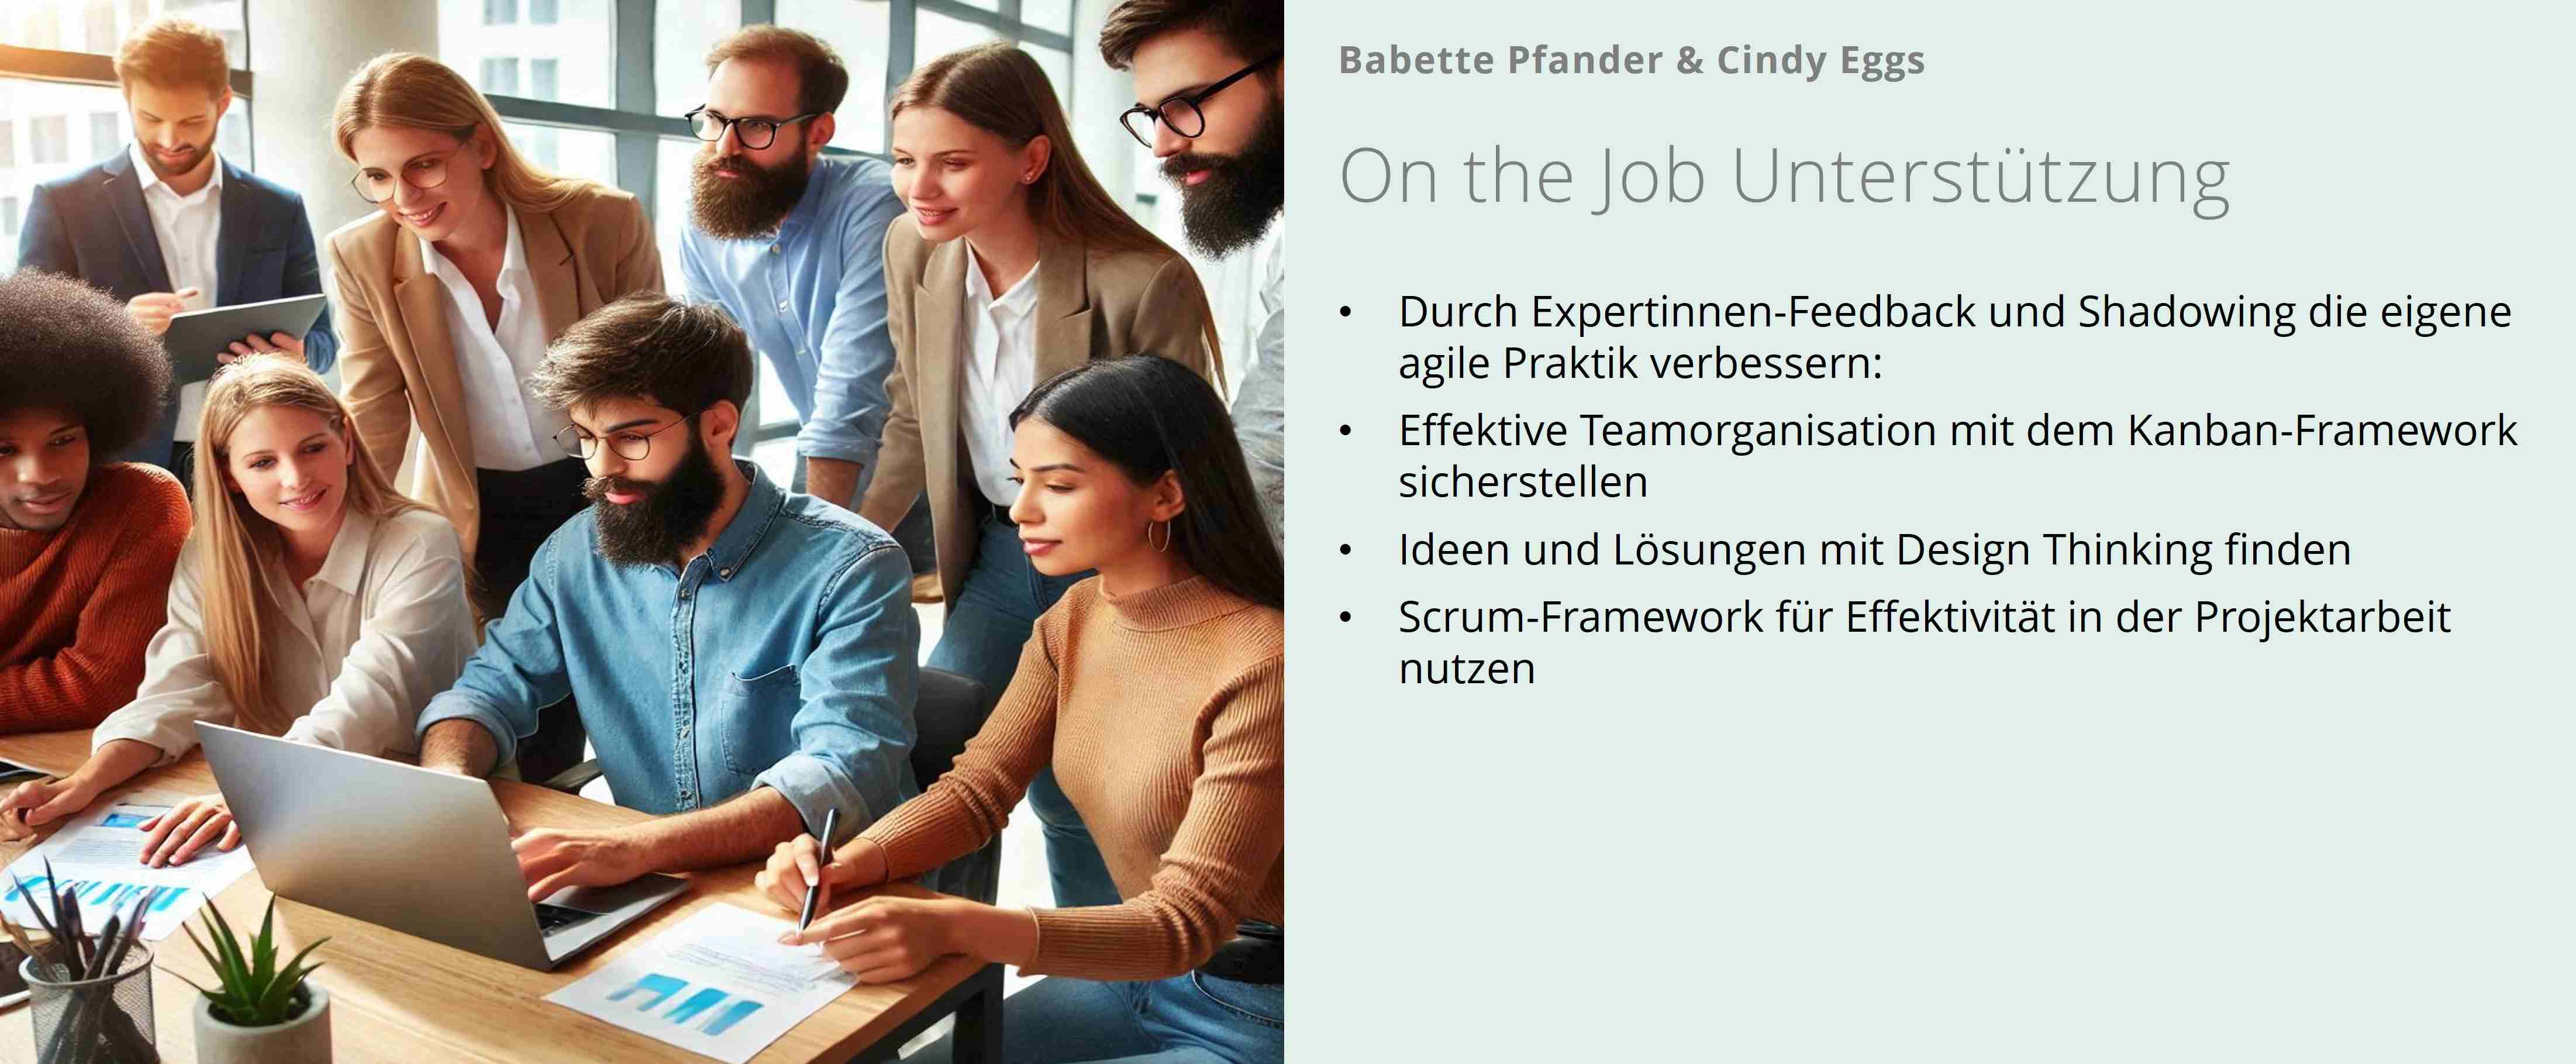 Babette Pfander & Cindy Eggs
On the Job Unterstützung
• Durch Expertinnen-Feedback und Shadowing die eigene
agile Praktik verbessern:
• Effektive Teamorganisation mit dem Kanban-Framework
sicherstellen
• Ideen und Lösungen mit Design Thinking finden
• Scrum-Framework für Effektivität in der Projektarbeit
nutzen